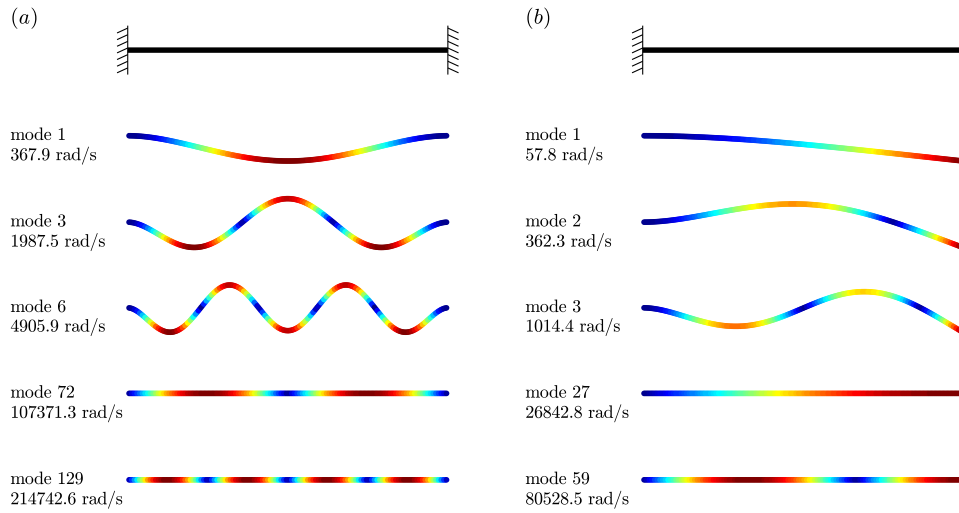 (a)
mode 1
367.9 rad/s
mode 3
1987.5 rad/s
mode 6
4905.9 rad/s
mode 72
107371.3 rad/s
mode 129
214742.6 rad/s
(b)
mode 1
57.8 rad/s
mode 2
362.3 rad/s
mode 3
1014.4 rad/s
mode 27
26842.8 rad/s
mode 59
80528.5 rad/s